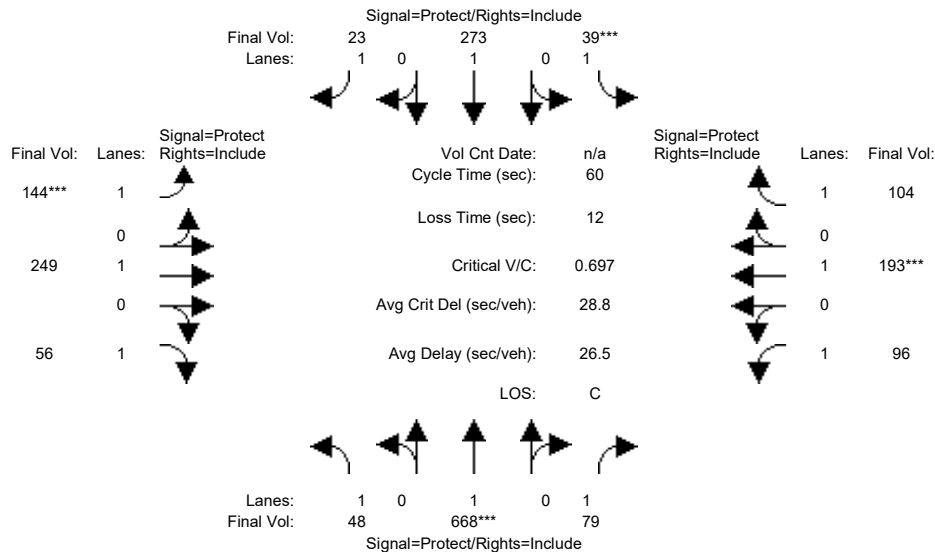 Signal=Protect/Rights=Include
Final Vol: 23 273 39***
Lanes: 1 0 1 0 1
Signal=Protect
Final Vol: Lanes: Rights=Include
Vol Cnt Date: n/a
Signal=Protect
Rights=Include Lanes: Final Vol:
Cycle Time (sec): 60
144*** 1
1 104
Loss Time (sec): 12
0
0
249 1
Critical V/C: 0.697
1 193***
0
Avg Crit Del (sec/veh): 28.8
0
56 1
Avg Delay (sec/veh): 26.5
1 96
LOS: C
Lanes: 1 0 1 0 1
Final Vol: 48 668*** 79
Signal=Protect/Rights=Include